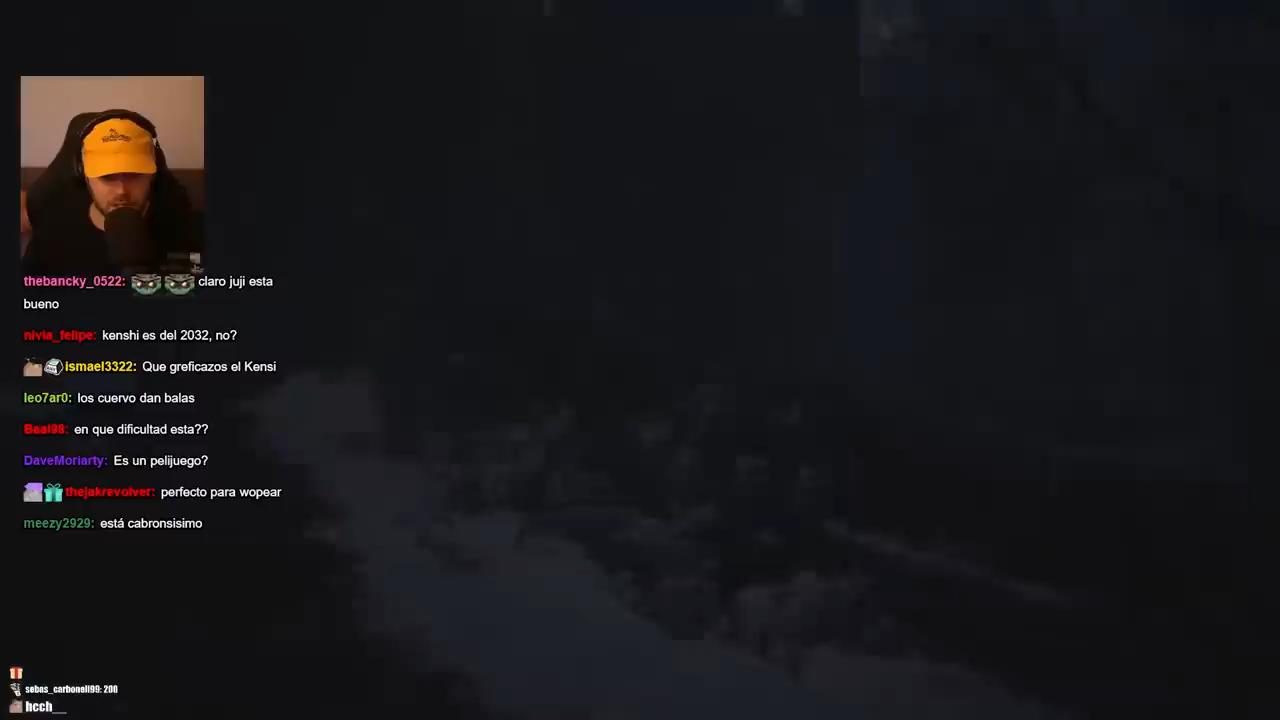 thebancky_0522: claro juji esta
bueno
nivia_felipe: kenshi es del 2032, no?
ismael3322: Que greficazos el Kensi
leo7ar0: los cuervo dan balas
Baal98: en que dificultad esta??
DaveMoriarty: Es un pelijuego?
thejakrevolver: perfecto para wopear
meezy2929: está cabronsisimo
sebas_carbonell99: 200
hcch__